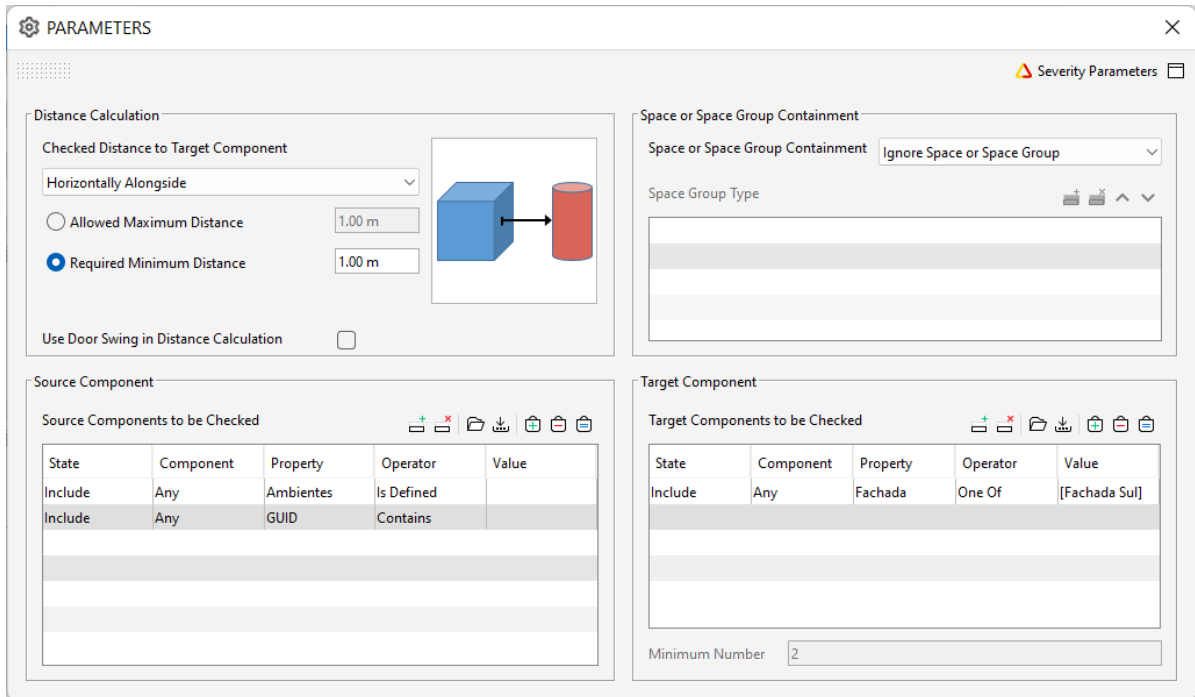 PARAMETERS
Severity Parameters
Distance Calculation
Checked Distance to Target Component
Horizontally Alongside
Allowed Maximum Distance 1.00 m
Required Minimum Distance 1.00 m
Use Door Swing in Distance Calculation
Space or Space Group Containment
Space or Space Group Containment Ignore Space or Space Group
Space Group Type
Source Component
Source Components to be Checked
State Component Property Operator Value
Include Any Ambientes Is Defined
Include Any GUID Contains
Target Component
Target Components to be Checked
State Component Property Operator Value
Include Any Fachada One Of [Fachada Sul]
Minimum Number 2